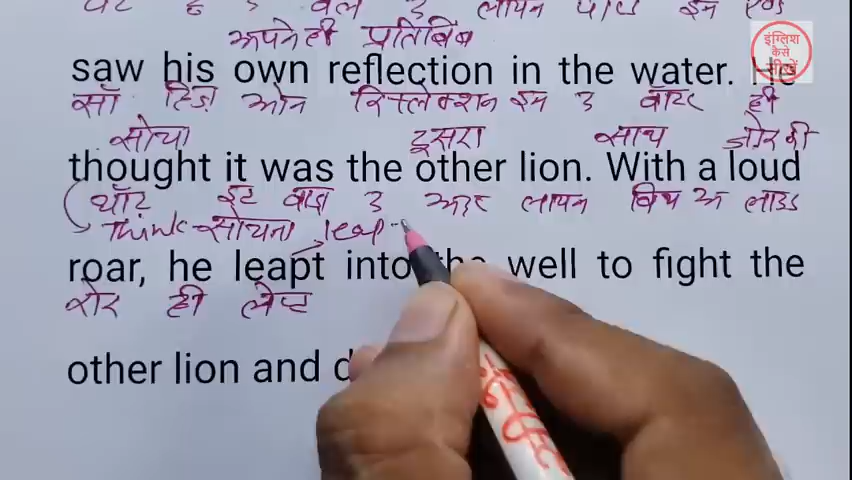 अपने ही प्रतिबिंब
इंग्लिश
कैसे
सीखें
saw his own reflection in the water. He
सॉ हिज़ ओन रिफ्लेक्शन इन द वॉटर ही
सोचा दूसरा साथ जोर की
thought it was the other lion. With a loud
थॉट इट वाज़ द अदर लायन विथ अ लाउड
Think-सोचना leap
roar, he leapt into the well to fight the
रोर ही लेप्ट
other lion and